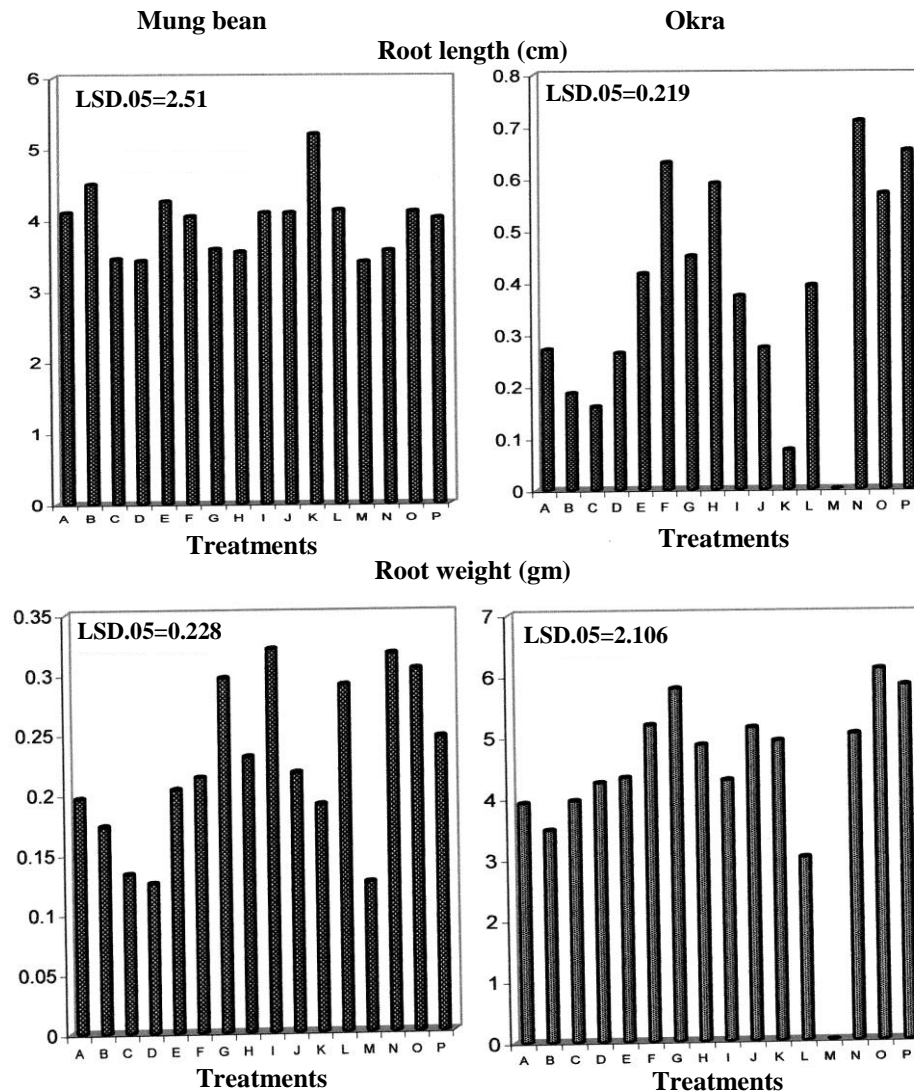 Mung bean Okra
Root length (cm)
LSD.05=2.51
6
5
4
3
2
1
0
A B C D E F G H I J K L M N O P
Treatments
LSD.05=0.219
0.8
0.7
0.6
0.5
0.4
0.3
0.2
0.1
0
A B C D E F G H I J K L M N O P
Treatments
Root weight (gm)
LSD.05=0.228
0.35
0.3
0.25
0.2
0.15
0.1
0.05
0
A B C D E F G H I J K L M N O P
Treatments
LSD.05=2.106
7
6
5
4
3
2
1
0
A B C D E F G H I J K L M N O P
Treatments